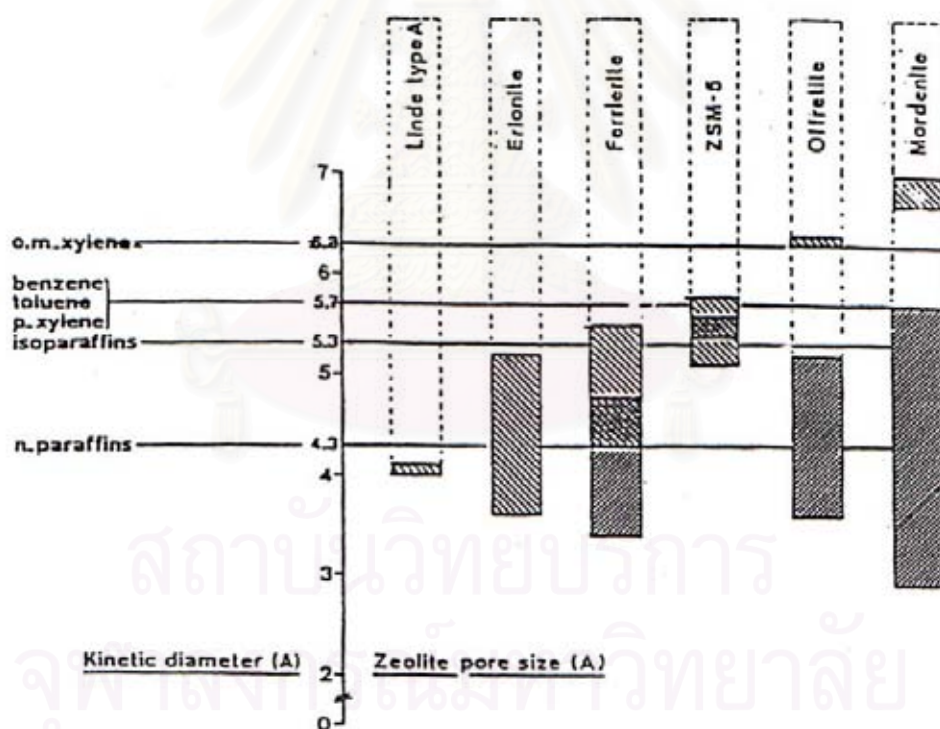 Linde type A
Erionite
Ferrierite
ZSM-5
Offretite
Mordenite
7
o.m.xylene
6.3
6
benzene
toluene
5.7
p.xylene
isoparaffins
5.3
5
n.paraffins
4.3
4
3
Kinetic diameter (A)
2
Zeolite pore size (A)
0
สถาบันวิทยบริการ
จุฬาลงกรณ์มหาวิทยาลัย